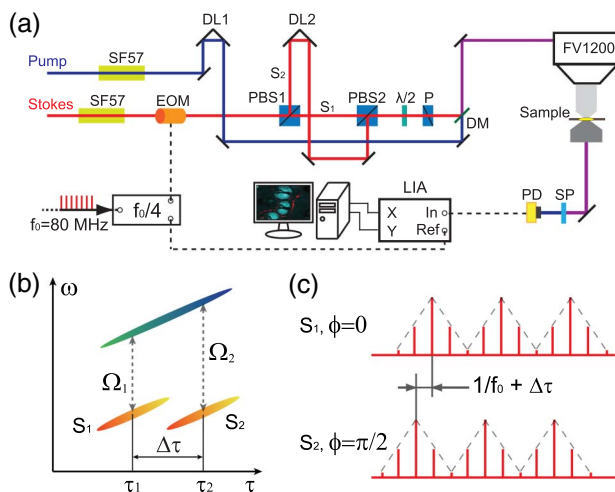 (a)
DL1
DL2
FV1200
Pump
SF57
S₂
Stokes
SF57
EOM
PBS1
S₁
PBS2
λ/2
P
DM
Sample
LIA
PD
SP
f₀=80 MHz
f₀/4
X
Y
In
Ref
(b)
ω
Ω₁
Ω₂
S₁
S₂
Δτ
τ₁
τ₂
τ
(c)
S₁, ϕ=0
1/f₀ + Δτ
S₂, ϕ=π/2